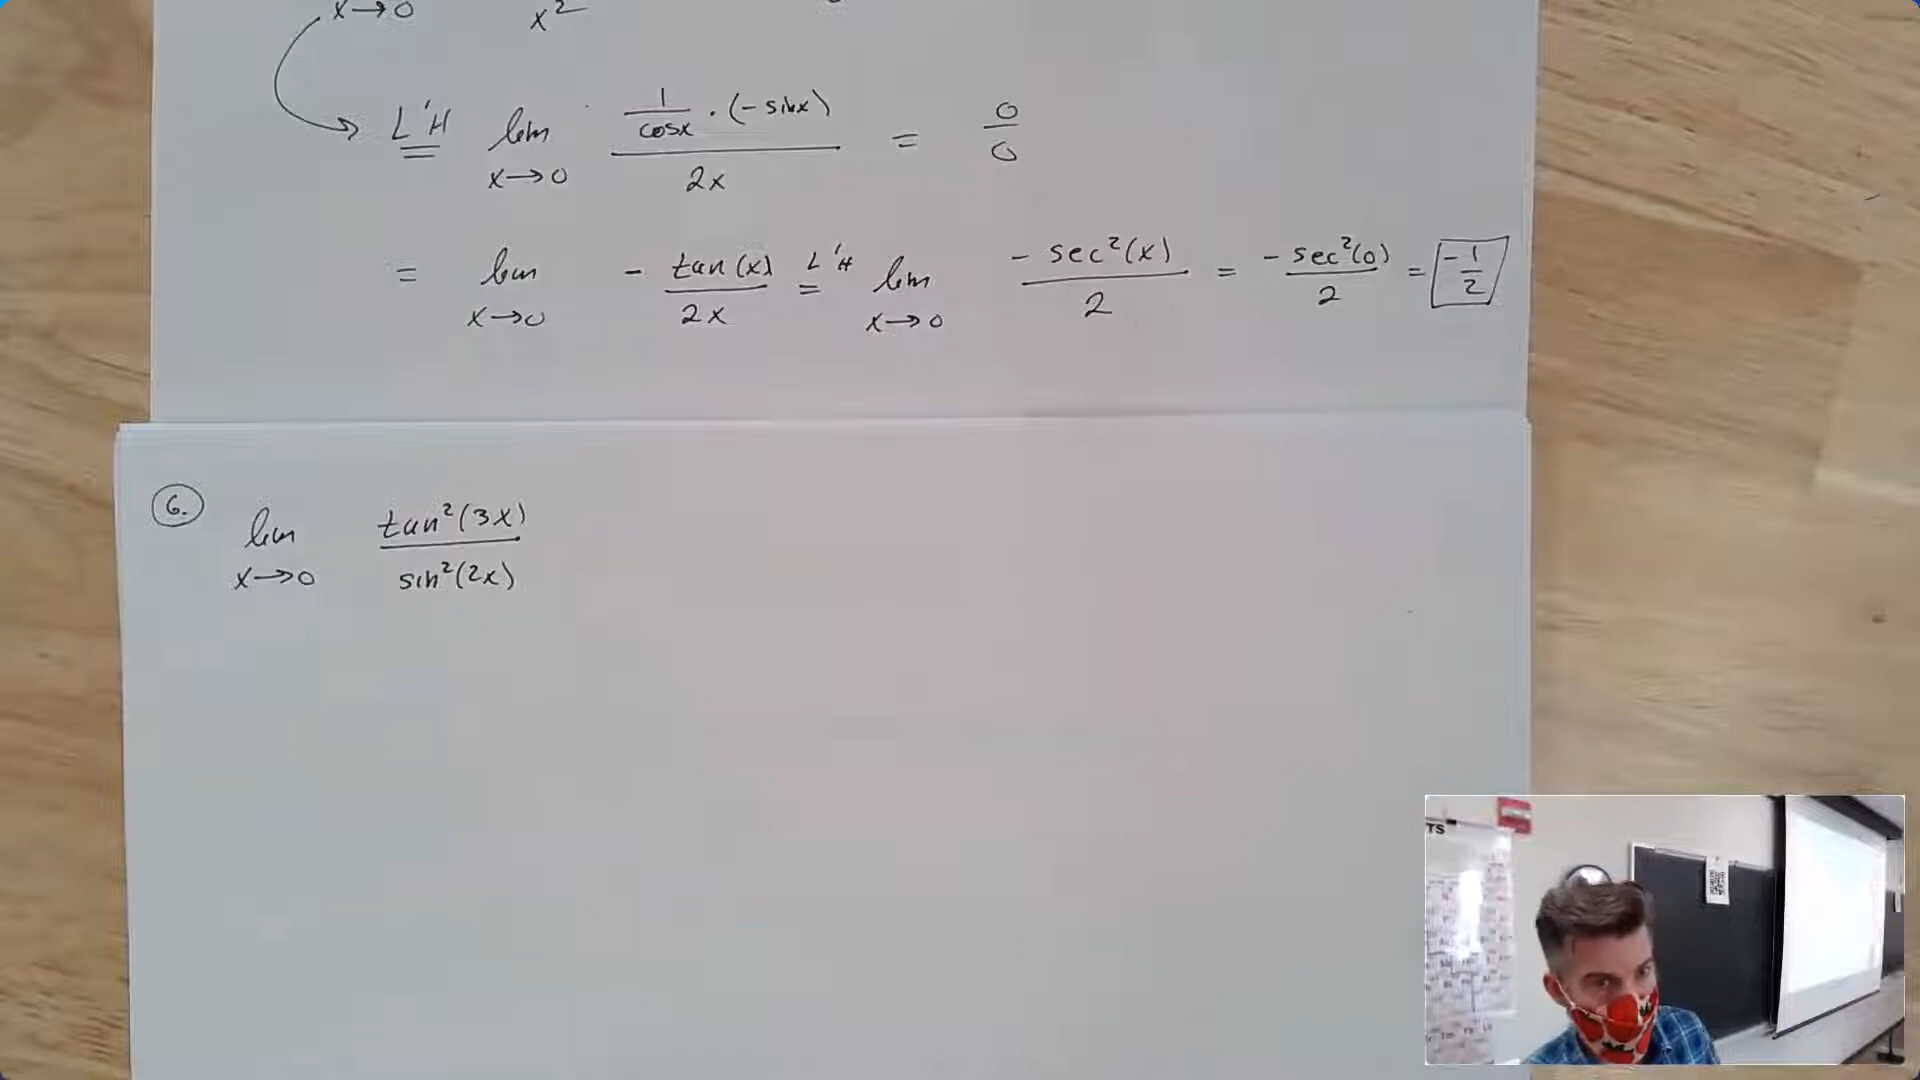 x→0 x²
L'H lim x→0 (1/cosx · (-sinx))/(2x) = 0/0
= lim x→0 - tan(x)/2x L'H= lim x→0 -sec²(x)/2 = -sec²(0)/2 = -1/2
6. lim x→0 tan²(3x)/sin²(2x)
TS